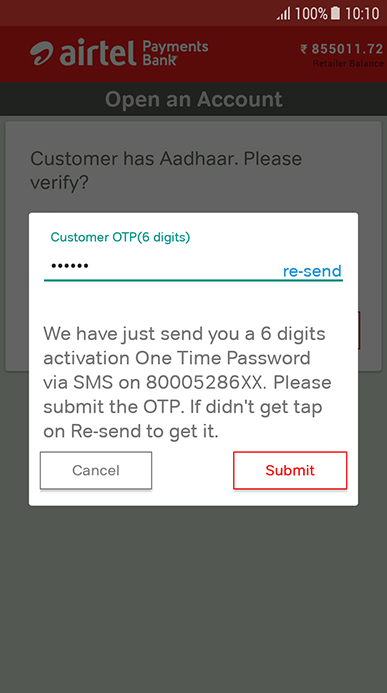 100% 10:10
airtel Payments Bank
₹ 855011.72
Retailer Balance
Open an Account
Customer has Aadhaar. Please
verify?
Customer OTP(6 digits)
••••••
re-send
We have just send you a 6 digits
activation One Time Password
via SMS on 80005286XX. Please
submit the OTP. If didn't get tap
on Re-send to get it.
Cancel
Submit